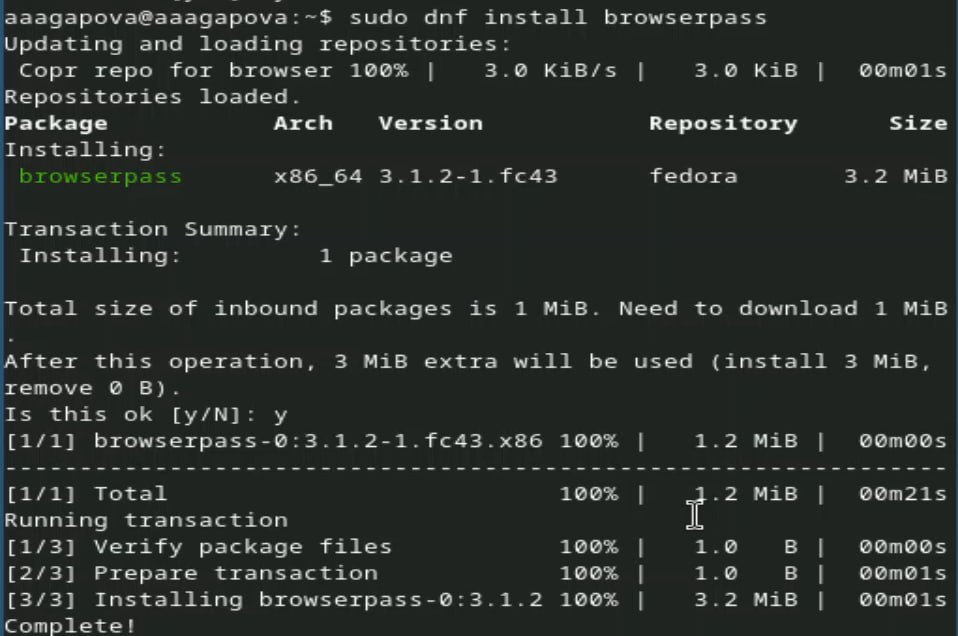 aaagapova@aaagapova:~$ sudo dnf install browserpass
Updating and loading repositories:
 Copr repo for browser 100% |   3.0 KiB/s |   3.0 KiB |  00m01s
Repositories loaded.
Package           Arch   Version           Repository      Size
Installing:
 browserpass      x86_64 3.1.2-1.fc43      fedora       3.2 MiB
Transaction Summary:
 Installing:         1 package
Total size of inbound packages is 1 MiB. Need to download 1 MiB
.
After this operation, 3 MiB extra will be used (install 3 MiB,
remove 0 B).
Is this ok [y/N]: y
[1/1] browserpass-0:3.1.2-1.fc43.x86 100% |   1.2 MiB |  00m00s
---------------------------------------------------------------
[1/1] Total                          100% |   1.2 MiB |  00m21s
Running transaction
[1/3] Verify package files           100% |   1.0   B |  00m00s
[2/3] Prepare transaction            100% |   1.0   B |  00m01s
[3/3] Installing browserpass-0:3.1.2 100% |   3.2 MiB |  00m01s
Complete!